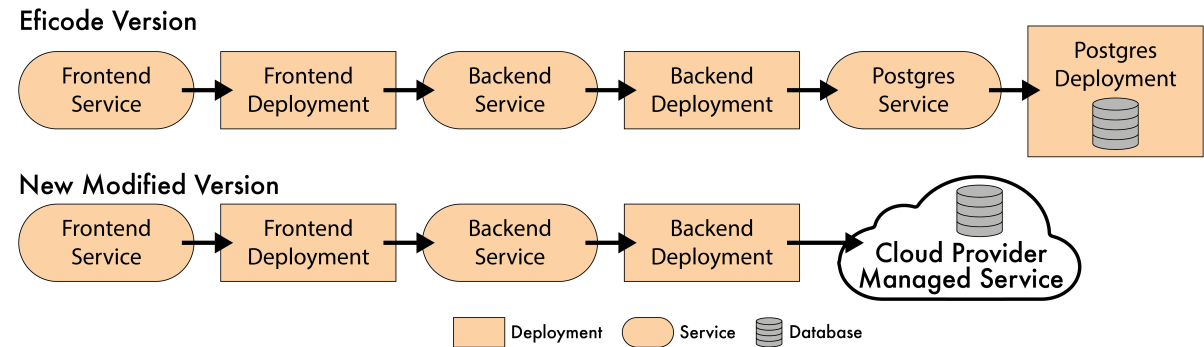 Eficode Version
Frontend
Service
Frontend
Deployment
Backend
Service
Backend
Deployment
Postgres
Service
Postgres
Deployment
New Modified Version
Frontend
Service
Frontend
Deployment
Backend
Service
Backend
Deployment
Cloud Provider
Managed Service
Deployment
Service
Database